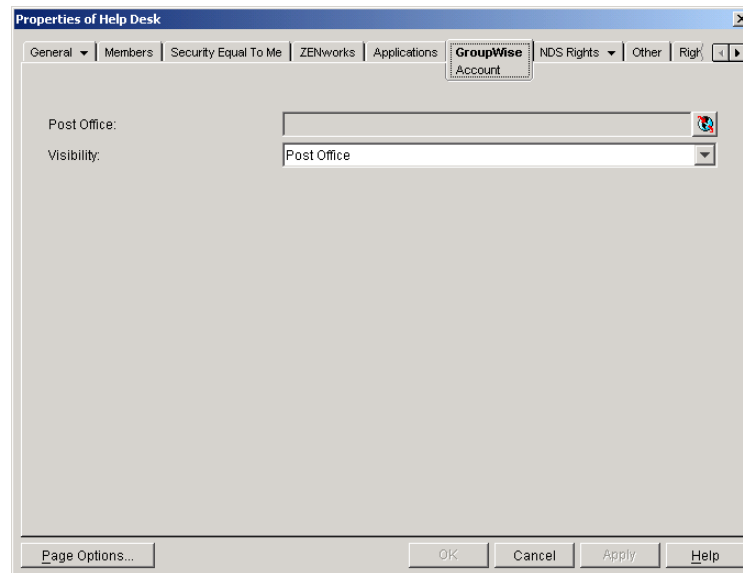 Properties of Help Desk
General Members Security Equal To Me ZENworks Applications GroupWise NDS Rights Other
Account
Post Office:
Visibility: Post Office
Page Options... OK Cancel Apply Help